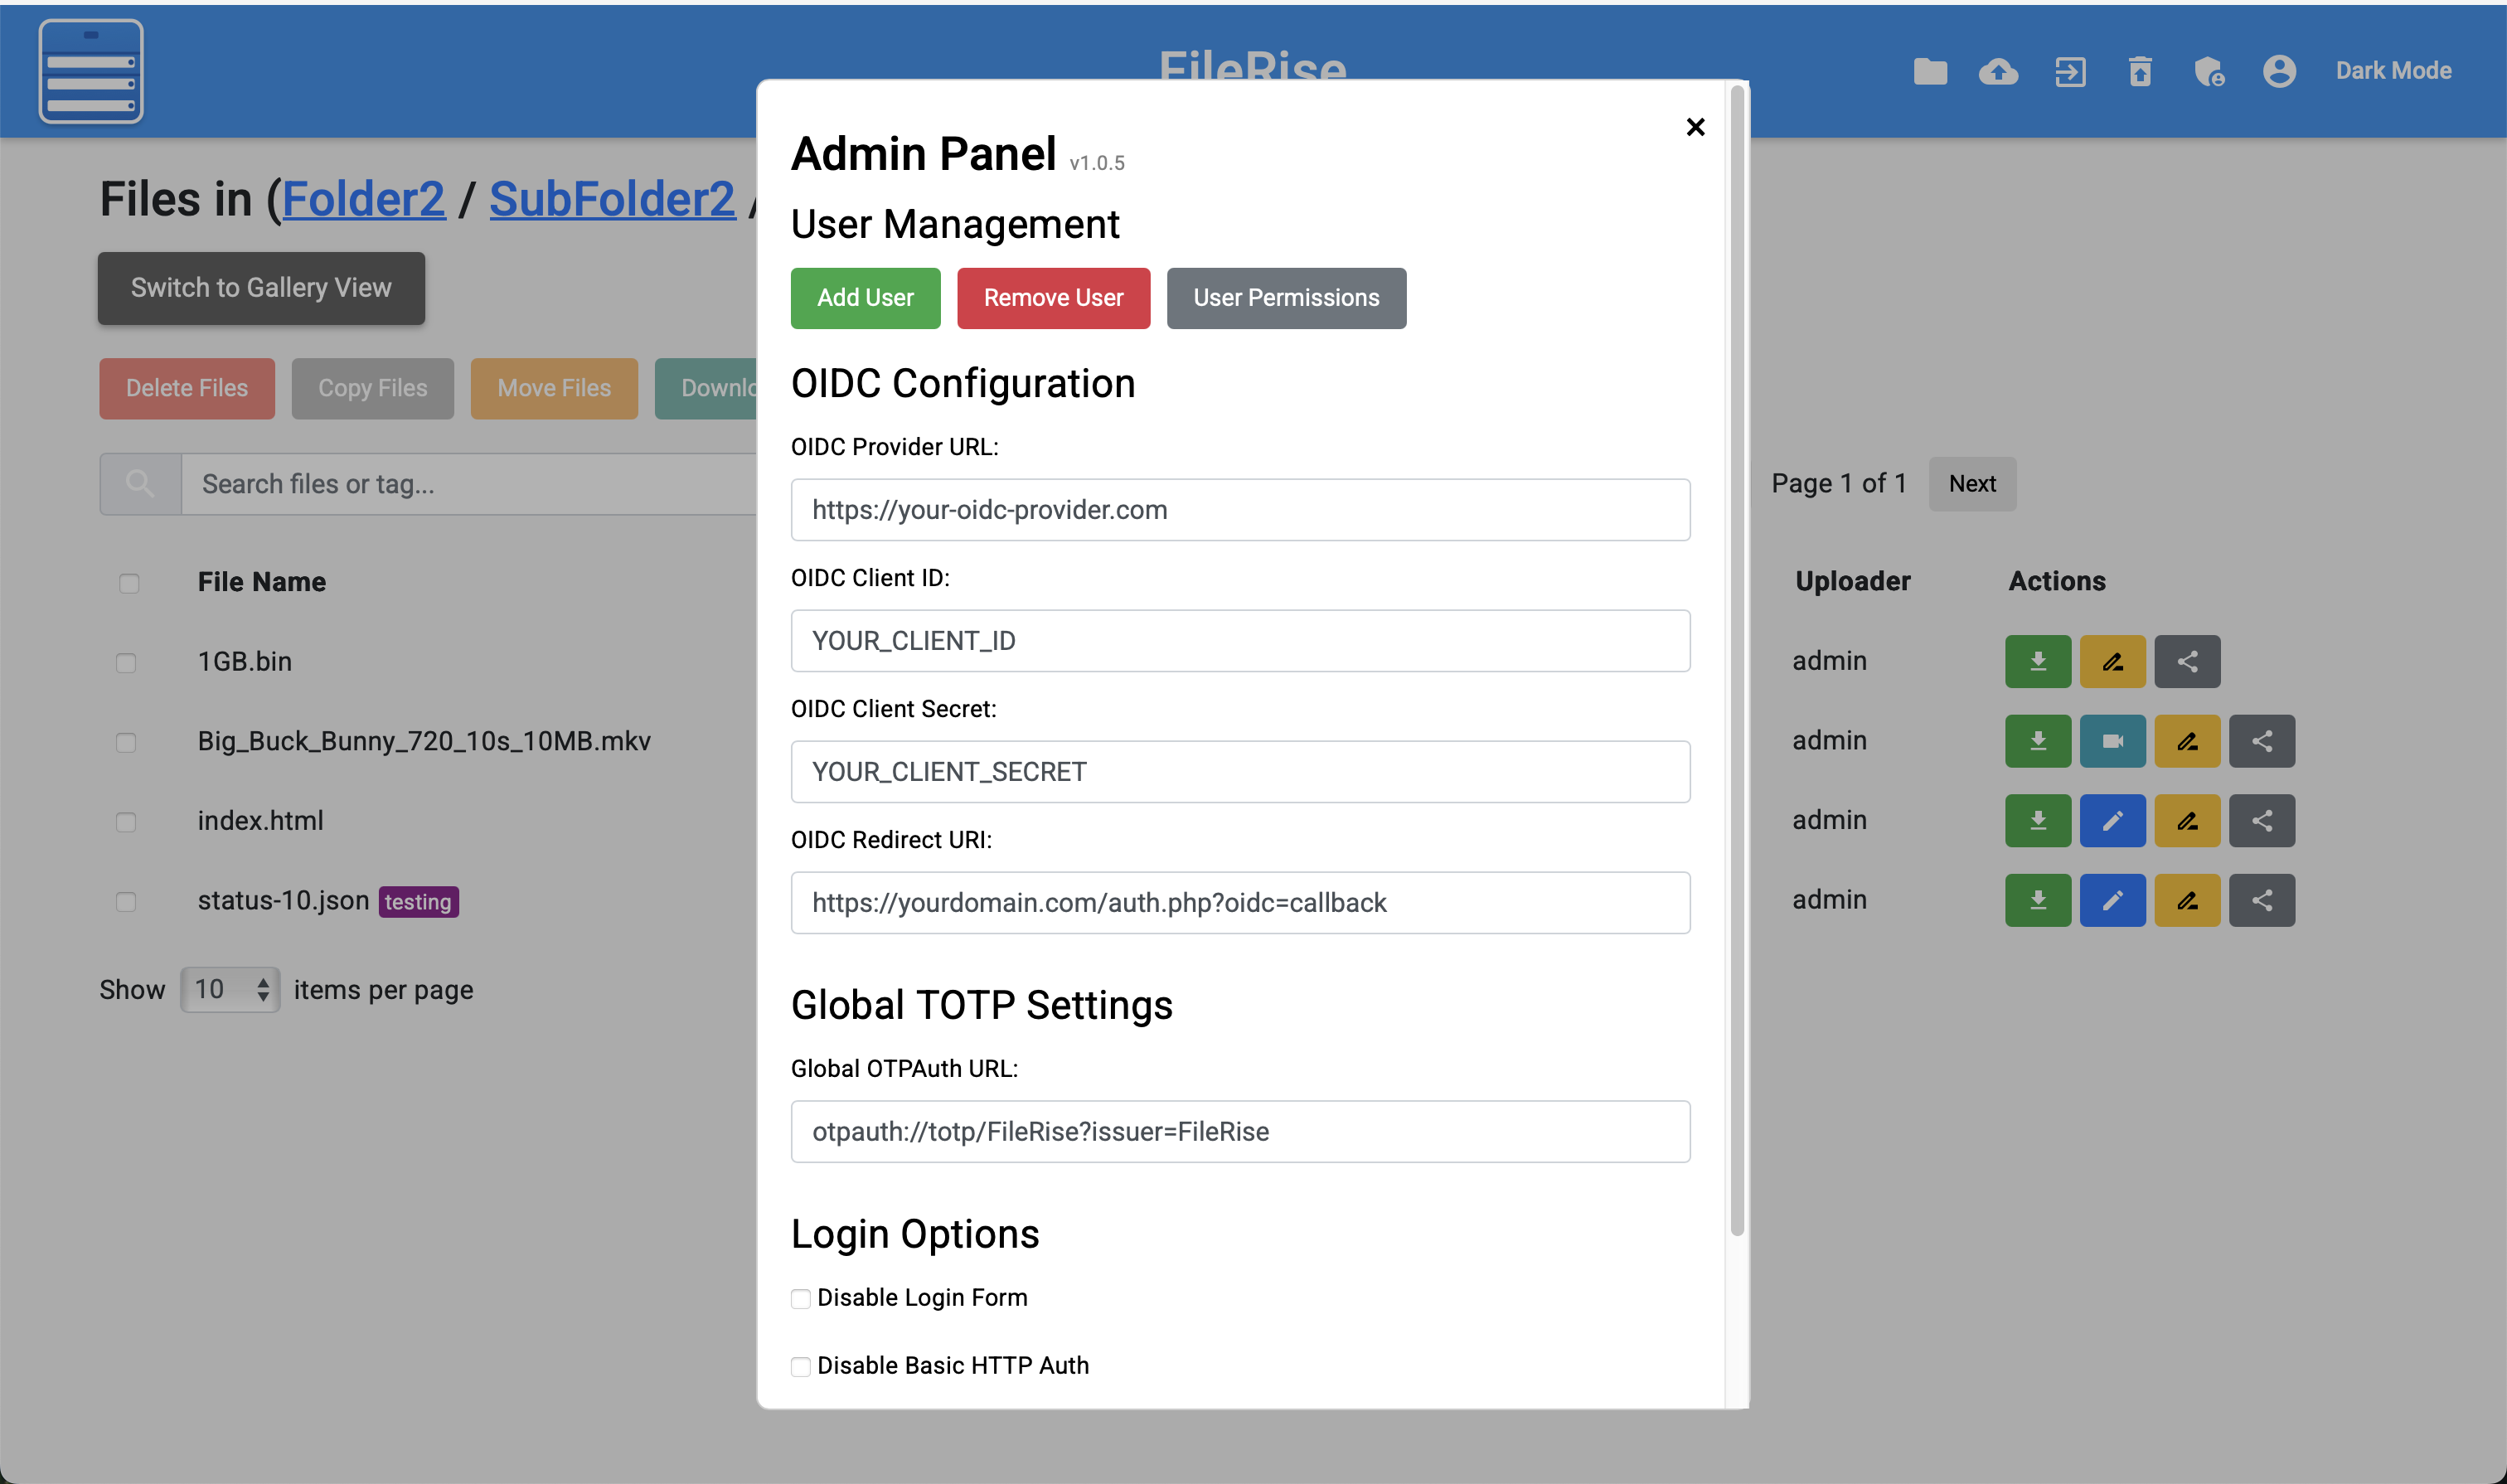 FileRise
Dark Mode
Files in (Folder2 / SubFolder2 /
Switch to Gallery View
Delete Files
Copy Files
Move Files
Search files or tag...
Page 1 of 1
Next
File Name
Uploader
Actions
1GB.bin
admin
Big_Buck_Bunny_720_10s_10MB.mkv
admin
index.html
admin
status-10.json testing
admin
Show 10 items per page
Admin Panel v1.0.5
×
User Management
Add User
Remove User
User Permissions
OIDC Configuration
OIDC Provider URL:
https://your-oidc-provider.com
OIDC Client ID:
YOUR_CLIENT_ID
OIDC Client Secret:
YOUR_CLIENT_SECRET
OIDC Redirect URI:
https://yourdomain.com/auth.php?oidc=callback
Global TOTP Settings
Global OTPAuth URL:
otpauth://totp/FileRise?issuer=FileRise
Login Options
Disable Login Form
Disable Basic HTTP Auth